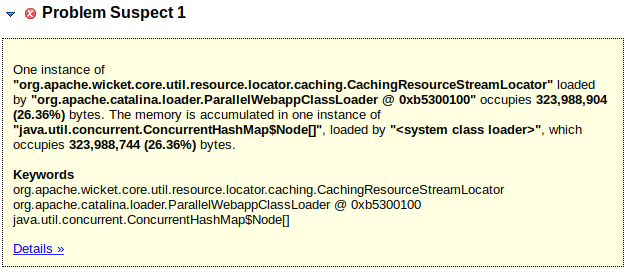 Problem Suspect 1
One instance of
"org.apache.wicket.core.util.resource.locator.caching.CachingResourceStreamLocator" loaded
by "org.apache.catalina.loader.ParallelWebappClassLoader @ 0xb5300100" occupies 323,988,904
(26.36%) bytes. The memory is accumulated in one instance of
"java.util.concurrent.ConcurrentHashMap$Node[]", loaded by "<system class loader>", which
occupies 323,988,744 (26.36%) bytes.
Keywords
org.apache.wicket.core.util.resource.locator.caching.CachingResourceStreamLocator
org.apache.catalina.loader.ParallelWebappClassLoader @ 0xb5300100
java.util.concurrent.ConcurrentHashMap$Node[]
Details »